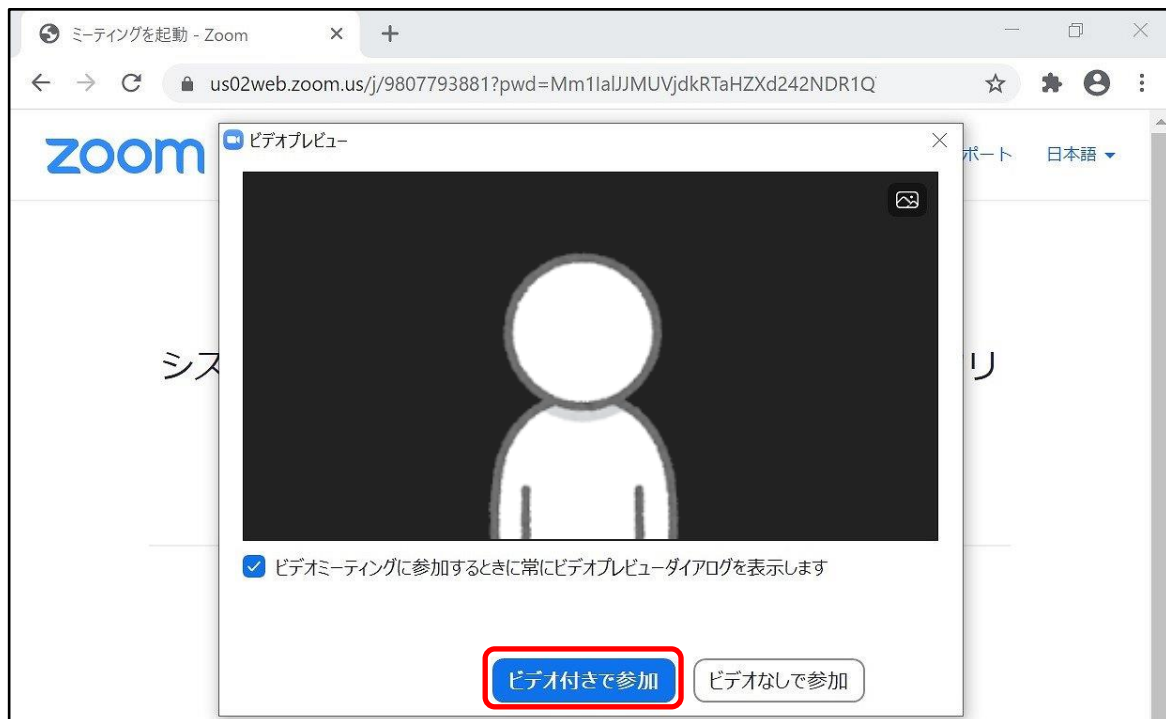 ミーティングを起動 - Zoom
us02web.zoom.us/j/9807793881?pwd=Mm1IalJJMUVjdkRTaHZXd242NDR1Q
zoom
ビデオプレビュー
ポート 日本語
シス
リ
ビデオミーティングに参加するときに常にビデオプレビューダイアログを表示します
ビデオ付きで参加 ビデオなしで参加